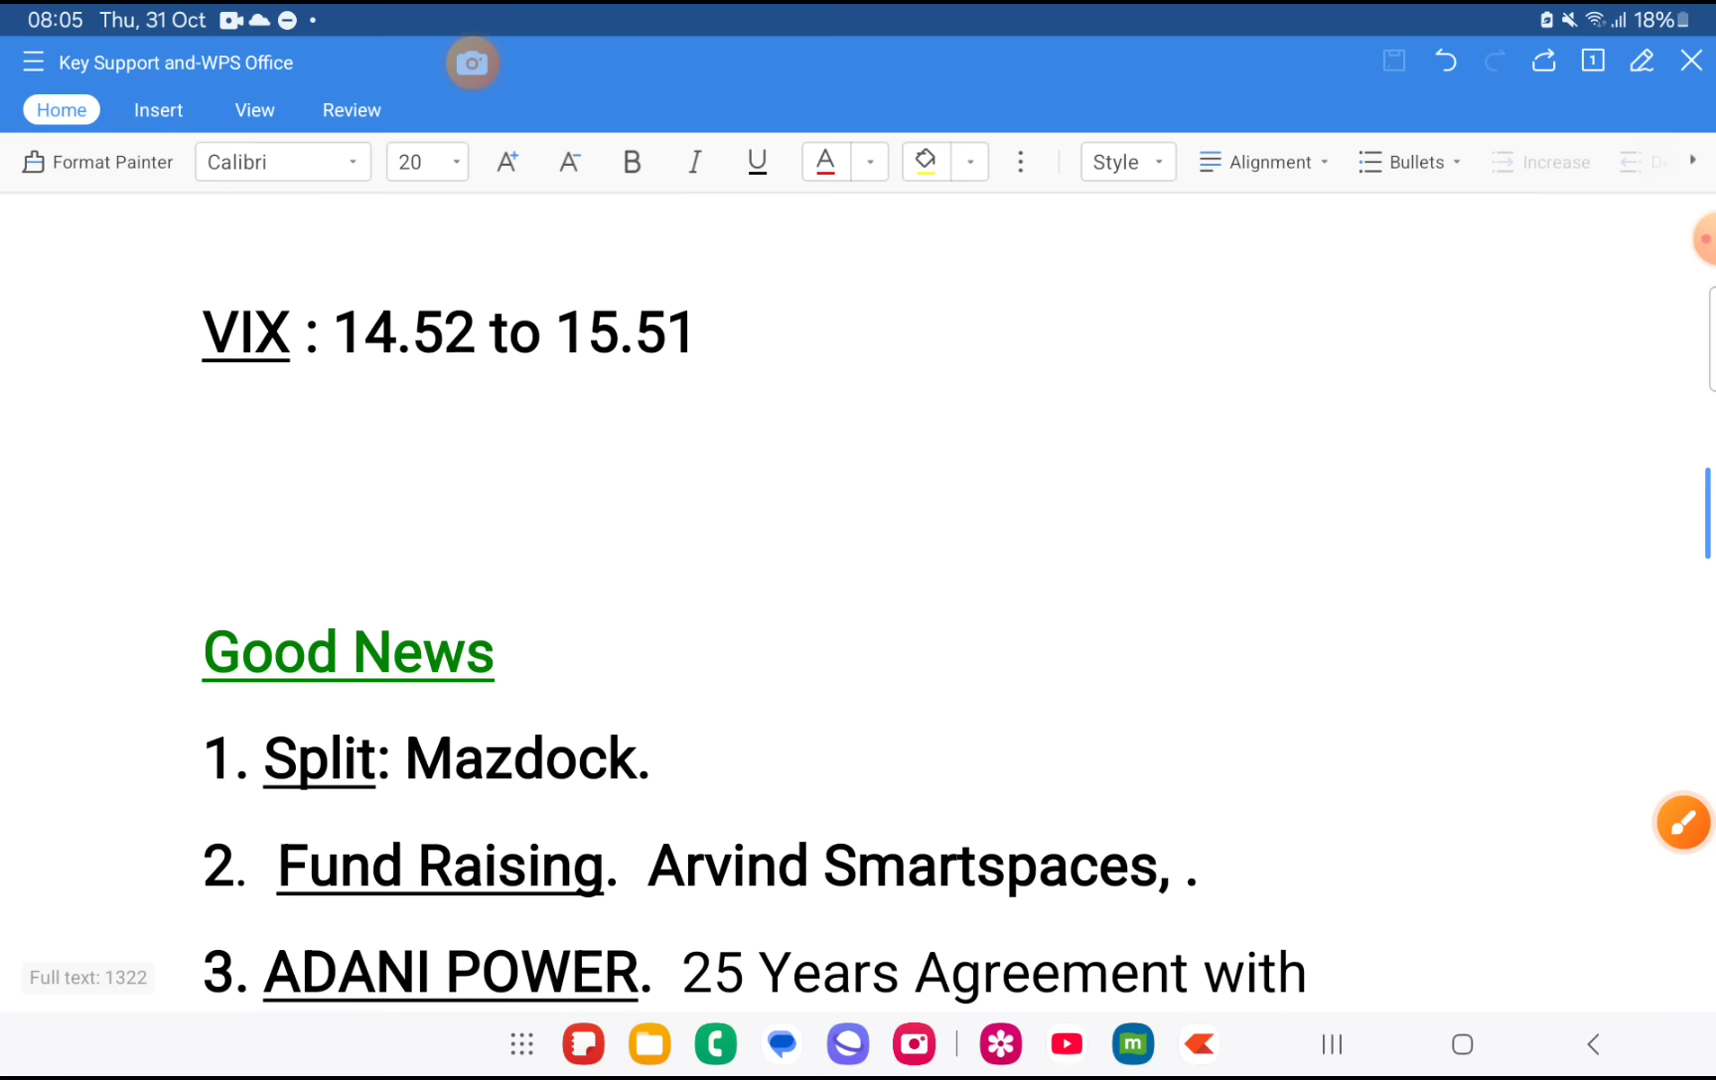 08:05 Thu, 31 Oct 18%
Key Support and-WPS Office 1
Home Insert View Review
Format Painter Calibri 20 A+ A- B I U A Style Alignment Bullets Increase De
VIX : 14.52 to 15.51
Good News
1. Split: Mazdock.
2. Fund Raising. Arvind Smartspaces, .
3. ADANI POWER. 25 Years Agreement with
Full text: 1322
m